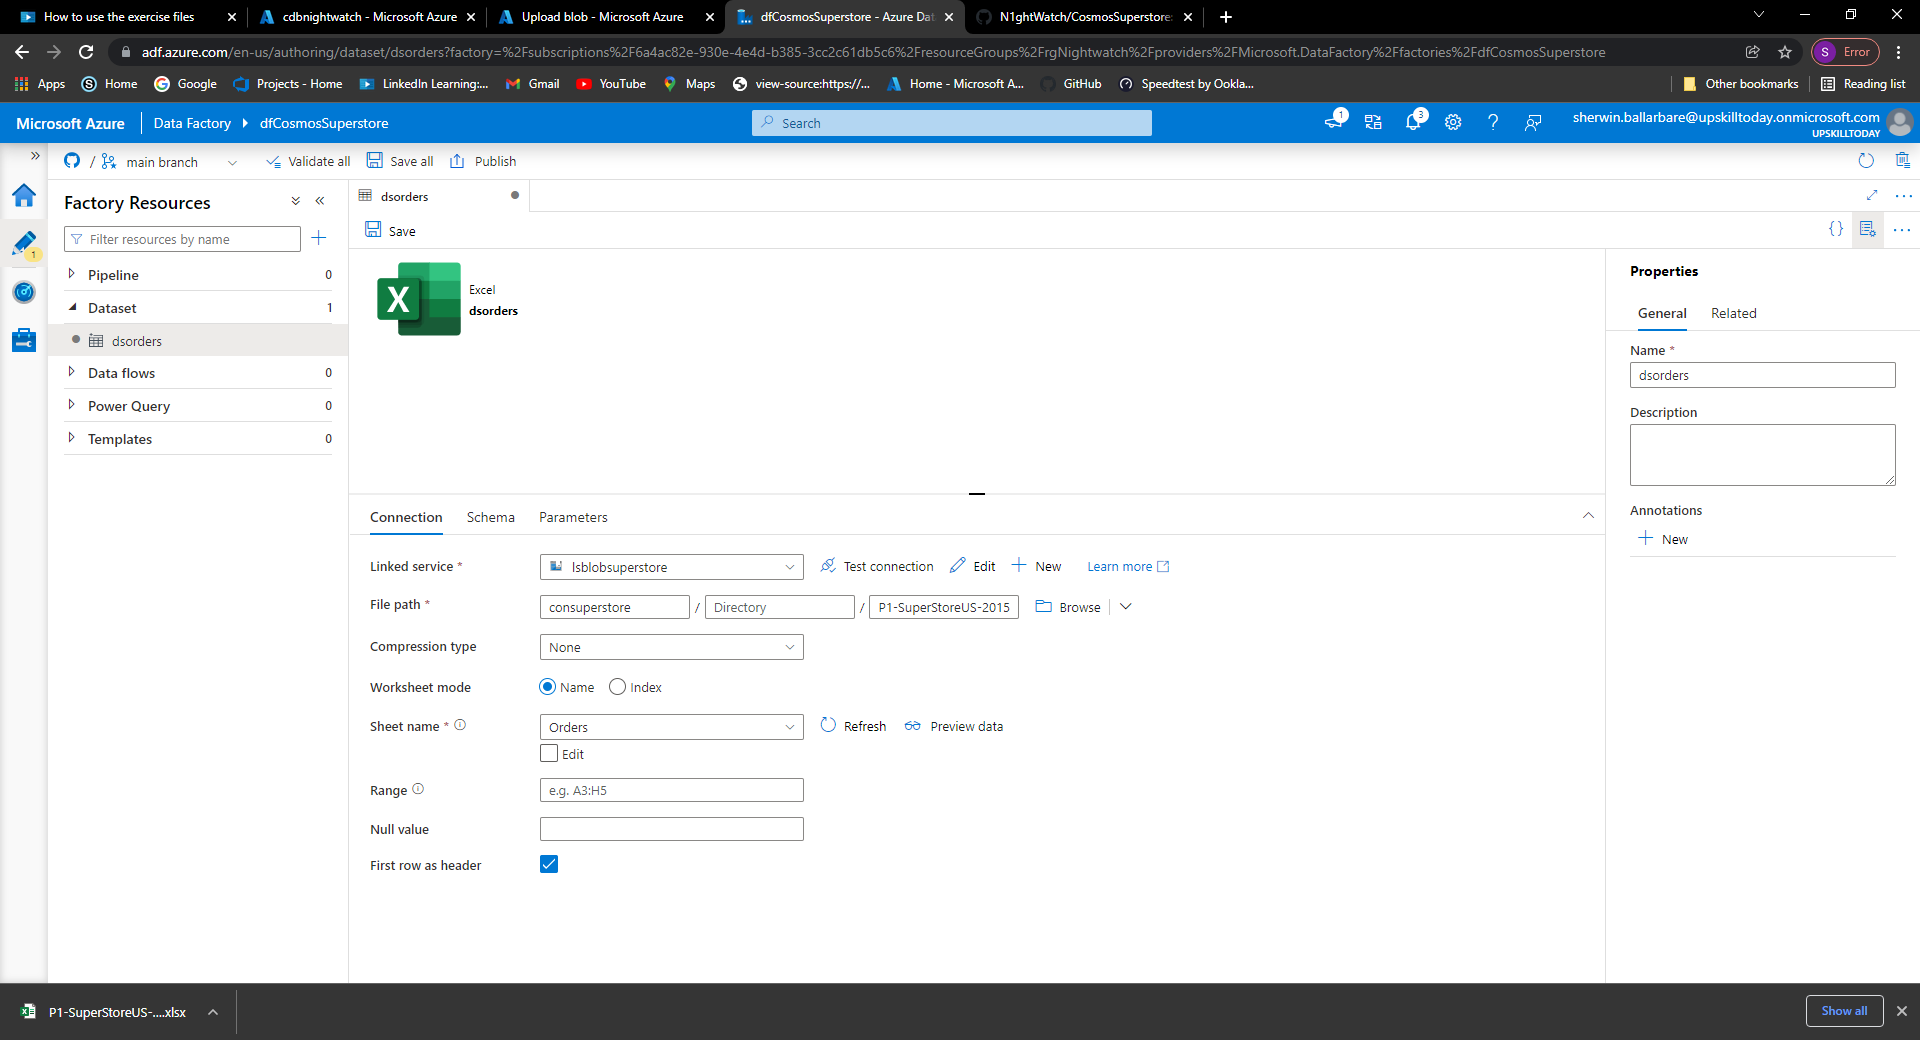 How to use the exercise files
cdbnightwatch - Microsoft Azure
Upload blob - Microsoft Azure
dfCosmosSuperstore - Azure Dat
N1ghtWatch/CosmosSuperstore:
adf.azure.com/en-us/authoring/dataset/dsorders?factory=%2Fsubscriptions%2F6a4ac82e-930e-4e4d-b385-3cc2c61db5c6%2FresourceGroups%2FrgNightwatch%2Fproviders%2FMicrosoft.DataFactory%2Ffactories%2FdfCosmosSuperstore
S Error
Apps
Home
Google
Projects - Home
LinkedIn Learning:...
Gmail
YouTube
Maps
view-source:https://...
Home - Microsoft A...
GitHub
Speedtest by Ookla...
Other bookmarks
Reading list
Microsoft Azure
Data Factory
dfCosmosSuperstore
Search
1
3
sherwin.ballarbare@upskilltoday.onmicrosoft.com
UPSKILLTODAY
/ main branch
Validate all
Save all
Publish
1
Factory Resources
Filter resources by name
Pipeline 0
Dataset 1
dsorders
Data flows 0
Power Query 0
Templates 0
dsorders
Save
{}
X
Excel
dsorders
Connection
Schema
Parameters
Linked service *
lsblobsuperstore
Test connection
Edit
New
Learn more
File path *
consuperstore / Directory / P1-SuperStoreUS-2015
Browse
Compression type
None
Worksheet mode
Name
Index
Sheet name *
Orders
Refresh
Preview data
Edit
Range
e.g. A3:H5
Null value
First row as header
Properties
General
Related
Name *
dsorders
Description
Annotations
New
P1-SuperStoreUS-....xlsx
Show all